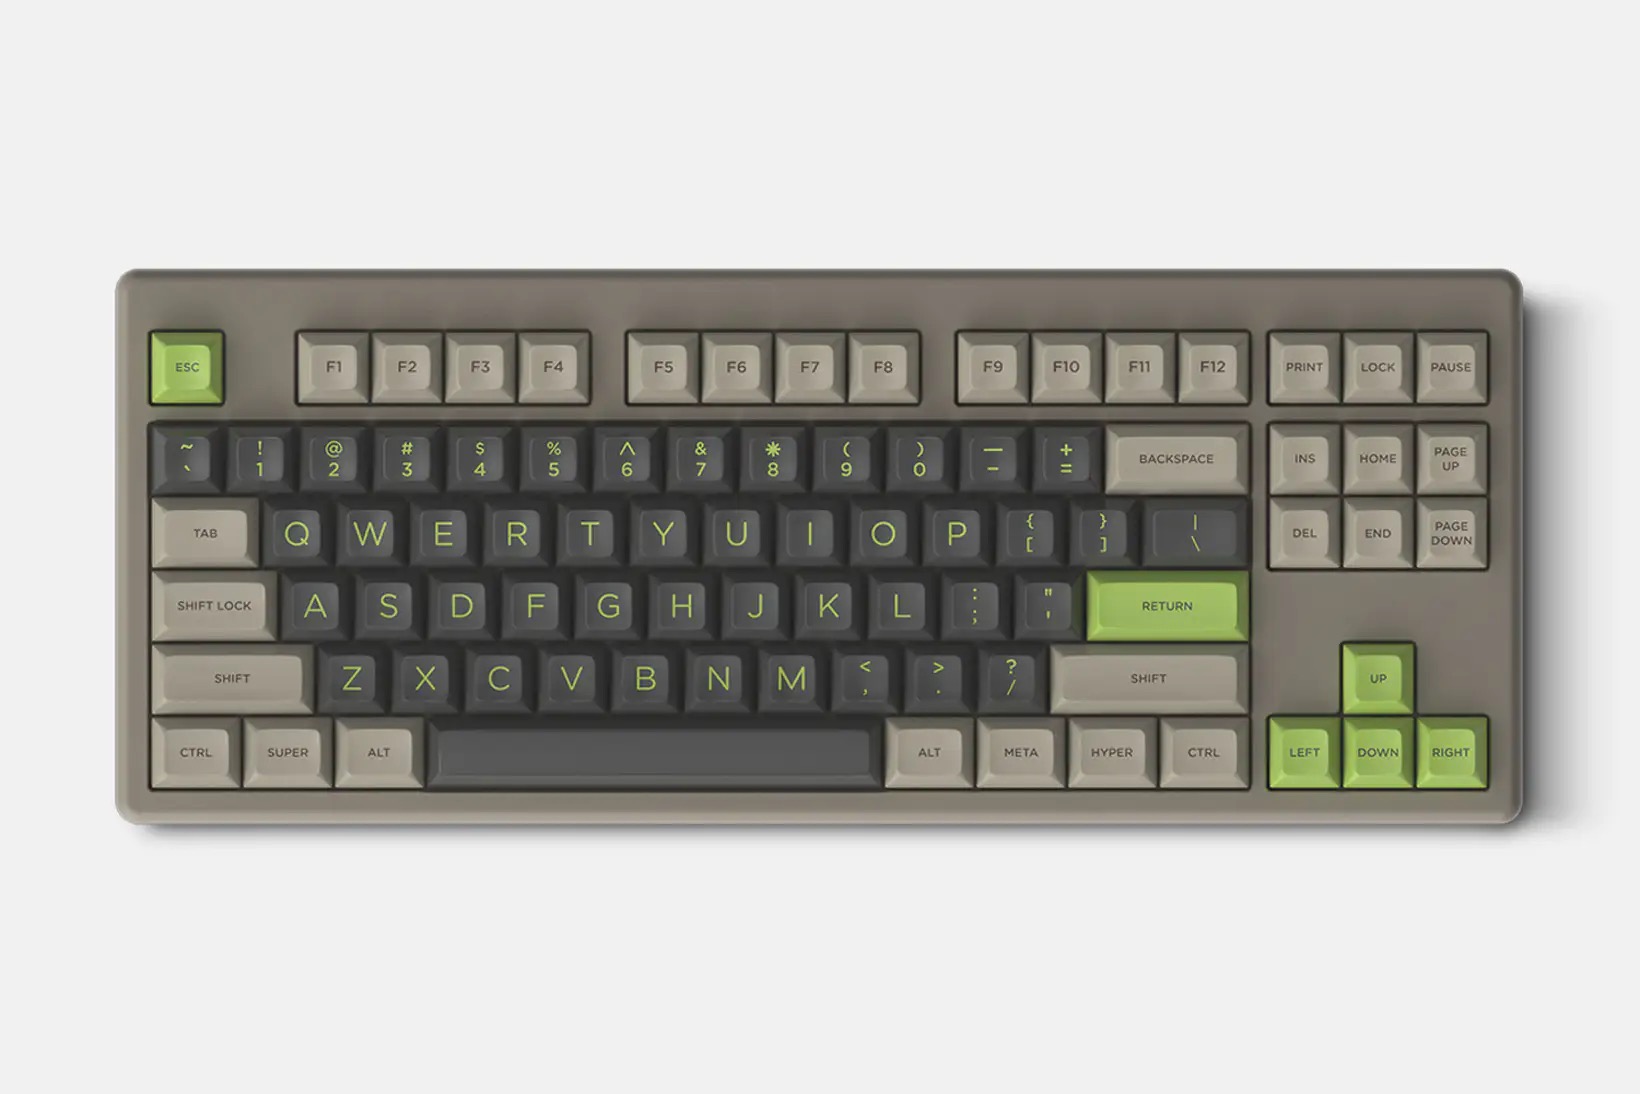 ESC F1 F2 F3 F4 F5 F6 F7 F8 F9 F10 F11 F12 PRINT LOCK PAUSE
~ ! @ # $ % ^ & * ( ) — +
` 1 2 3 4 5 6 7 8 9 0 - = BACKSPACE INS HOME PAGE UP
TAB Q W E R T Y U I O P { [ } ] | \ DEL END PAGE DOWN
SHIFT LOCK A S D F G H J K L : ; " ' RETURN
SHIFT Z X C V B N M < , > . ? / SHIFT UP
CTRL SUPER ALT ALT META HYPER CTRL LEFT DOWN RIGHT